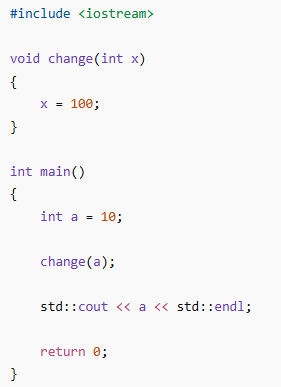 #include <iostream>
void change(int x)
{
    x = 100;
}
int main()
{
    int a = 10;
    change(a);
    std::cout << a << std::endl;
    return 0;
}